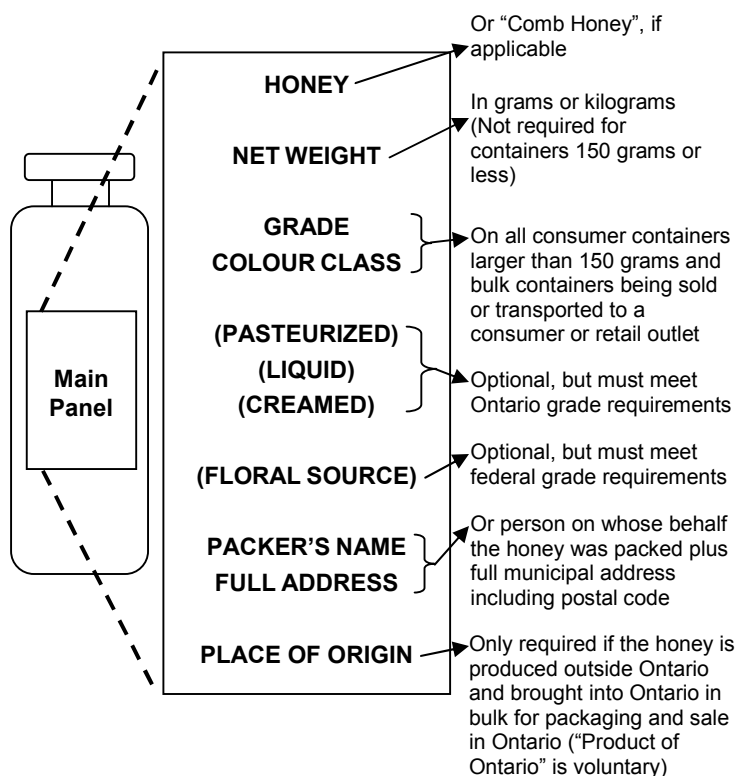 Or “Comb Honey”, if
applicable
HONEY
In grams or kilograms
(Not required for
containers 150 grams or
less)
NET WEIGHT
GRADE
COLOUR CLASS
On all consumer containers
larger than 150 grams and
bulk containers being sold
or transported to a
consumer or retail outlet
(PASTEURIZED)
(LIQUID)
(CREAMED)
Optional, but must meet
Ontario grade requirements
Main
Panel
(FLORAL SOURCE)
Optional, but must meet
federal grade requirements
PACKER’S NAME
FULL ADDRESS
Or person on whose behalf
the honey was packed plus
full municipal address
including postal code
PLACE OF ORIGIN
Only required if the honey is
produced outside Ontario
and brought into Ontario in
bulk for packaging and sale
in Ontario (“Product of
Ontario” is voluntary)